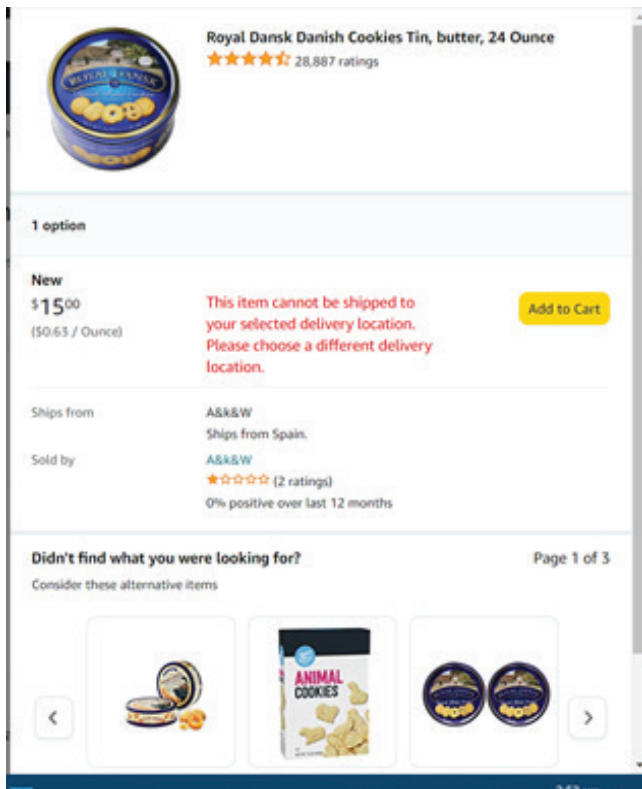 Royal Dansk Danish Cookies Tin, butter, 24 Ounce
28,887 ratings
ROYAL DANSK
1 option
New
$1500
($0.63 / Ounce)
This item cannot be shipped to
your selected delivery location.
Please choose a different delivery
location.
Add to Cart
Ships from
A&k&W
Ships from Spain.
Sold by
A&k&W
(2 ratings)
0% positive over last 12 months
Didn't find what you were looking for?
Page 1 of 3
Consider these alternative items
ANIMAL
COOKIES